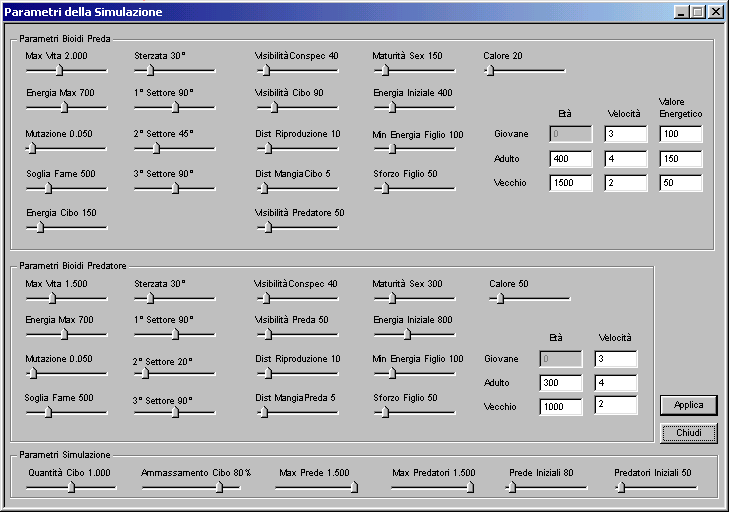 Parametri della Simulazione
Parametri Bioidi Preda
Max Vita 2.000 Sterzata 30° VisibilitàConspec 40 Maturità Sex 150 Calore 20
Energia Max 700 1° Settore 90° Visibilità Cibo 90 Energia Iniziale 400
Età Velocità Valore Energetico
Mutazione 0.050 2° Settore 45° Dist Riproduzione 10 Min Energia Figlio 100
Giovane 0 3 100
Adulto 400 4 150
Soglia Fame 500 3° Settore 90° Dist MangiaCibo 5 Sforzo Figlio 50
Vecchio 1500 2 50
Energia Cibo 150 Visibilità Predatore 50
Parametri Bioidi Predatore
Max Vita 1.500 Sterzata 30° VisibilitàConspec 40 Maturità Sex 300 Calore 50
Energia Max 700 1° Settore 90° Visibilità Preda 50 Energia Iniziale 800
Età Velocità
Mutazione 0.050 2° Settore 20° Dist Riproduzione 10 Min Energia Figlio 100
Giovane 0 3
Adulto 300 4
Soglia Fame 500 3° Settore 90° Dist MangiaPreda 5 Sforzo Figlio 50
Vecchio 1000 2
Applica
Chiudi
Parametri Simulazione
Quantità Cibo 1.000 Ammassamento Cibo 80% Max Prede 1.500 Max Predatori 1.500 Prede Iniziali 80 Predatori Iniziali 50